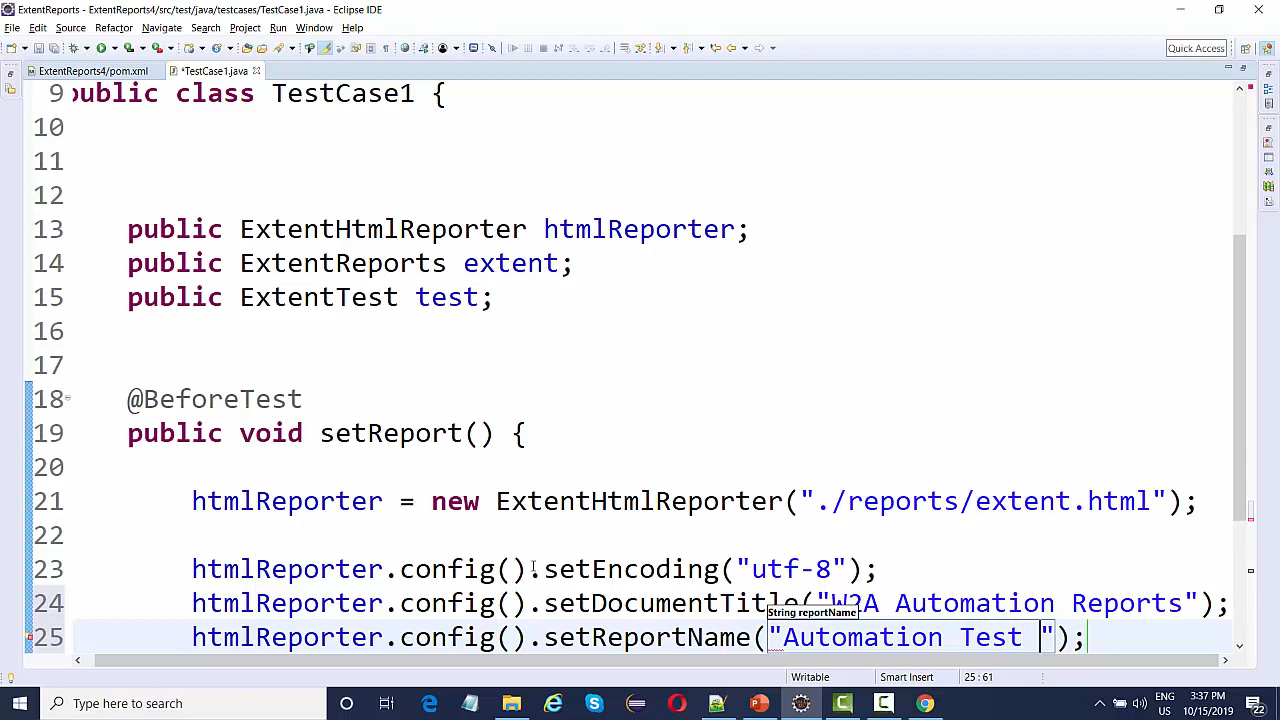 ExtentReports - ExtentReports4/src/test/java/testcases/TestCase1.java - Eclipse IDE
File Edit Source Refactor Navigate Search Project Run Window Help
Quick Access
ExtentReports4/pom.xml *TestCase1.java
9 public class TestCase1 {
10
11
12
13 public ExtentHtmlReporter htmlReporter;
14 public ExtentReports extent;
15 public ExtentTest test;
16
17
18 @BeforeTest
19 public void setReport() {
20
21 htmlReporter = new ExtentHtmlReporter("./reports/extent.html");
22
23 htmlReporter.config().setEncoding("utf-8");
24 htmlReporter.config().setDocumentTitle("W2A Automation Reports");
String reportName
25 htmlReporter.config().setReportName("Automation Test ");
Writable Smart Insert 25 : 61
Type here to search
ENG
US
3:37 PM
10/15/2019
22